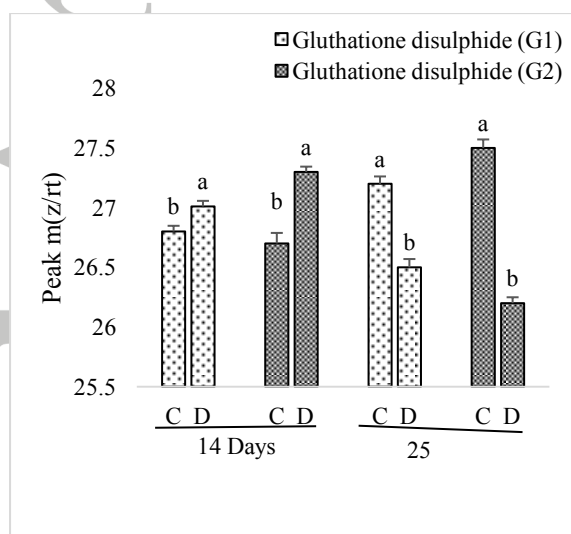 Gluthatione disulphide (G1)
Gluthatione disulphide (G2)
Peak m(z/rt)
28
27.5
27
26.5
26
25.5
b
a
b
a
a
b
a
b
C D C D C D C D
14 Days 25